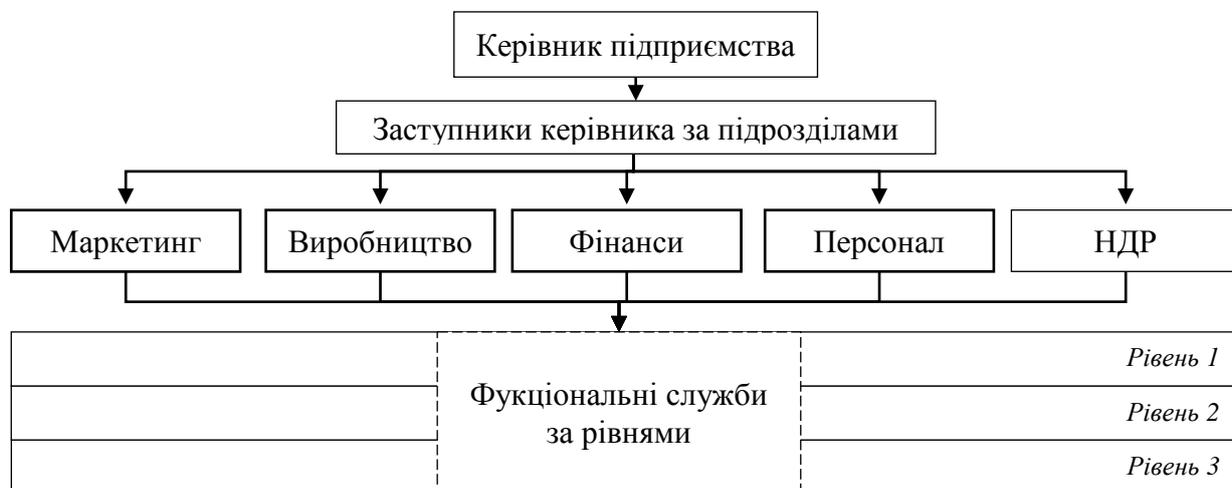 Керівник підприємства
Заступники керівника за підрозділами
Маркетинг
Виробництво
Фінанси
Персонал
НДР
Рівень 1
Фукціональні служби
за рівнями
Рівень 2
Рівень 3